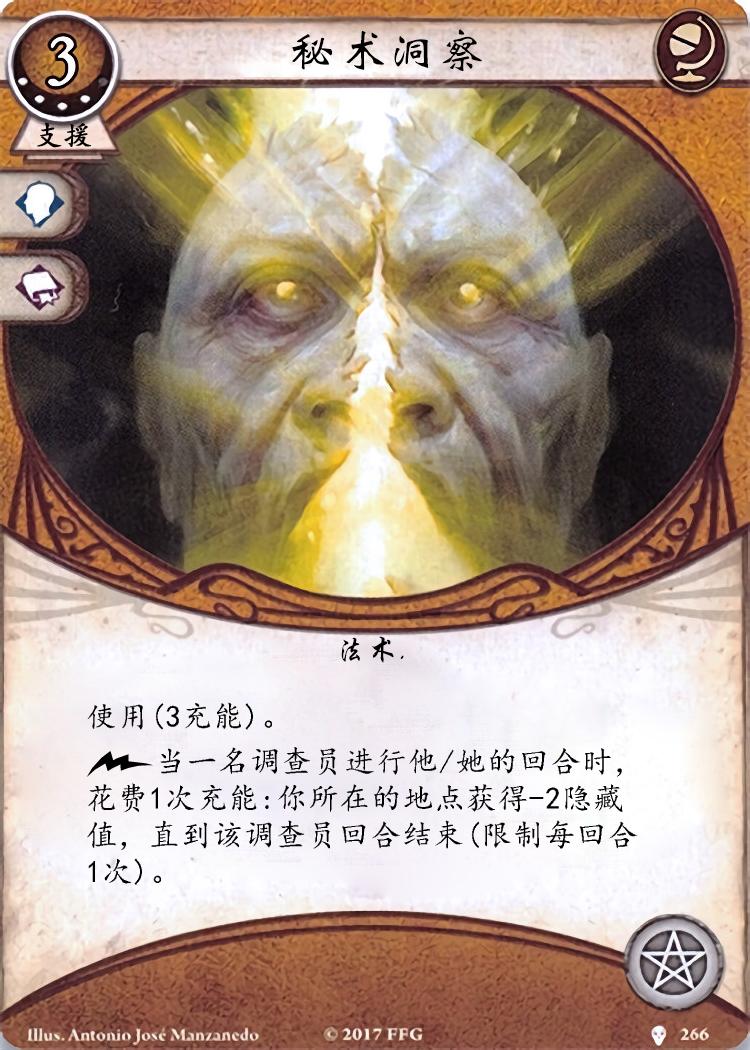 3
秘术洞察
支援
法术.
使用(3充能)。
当一名调查员进行他/她的回合时,
花费1次充能:你所在的地点获得-2隐藏
值，直到该调查员回合结束(限制每回合
1次)。
Illus. Antonio José Manzanedo © 2017 FFG 266